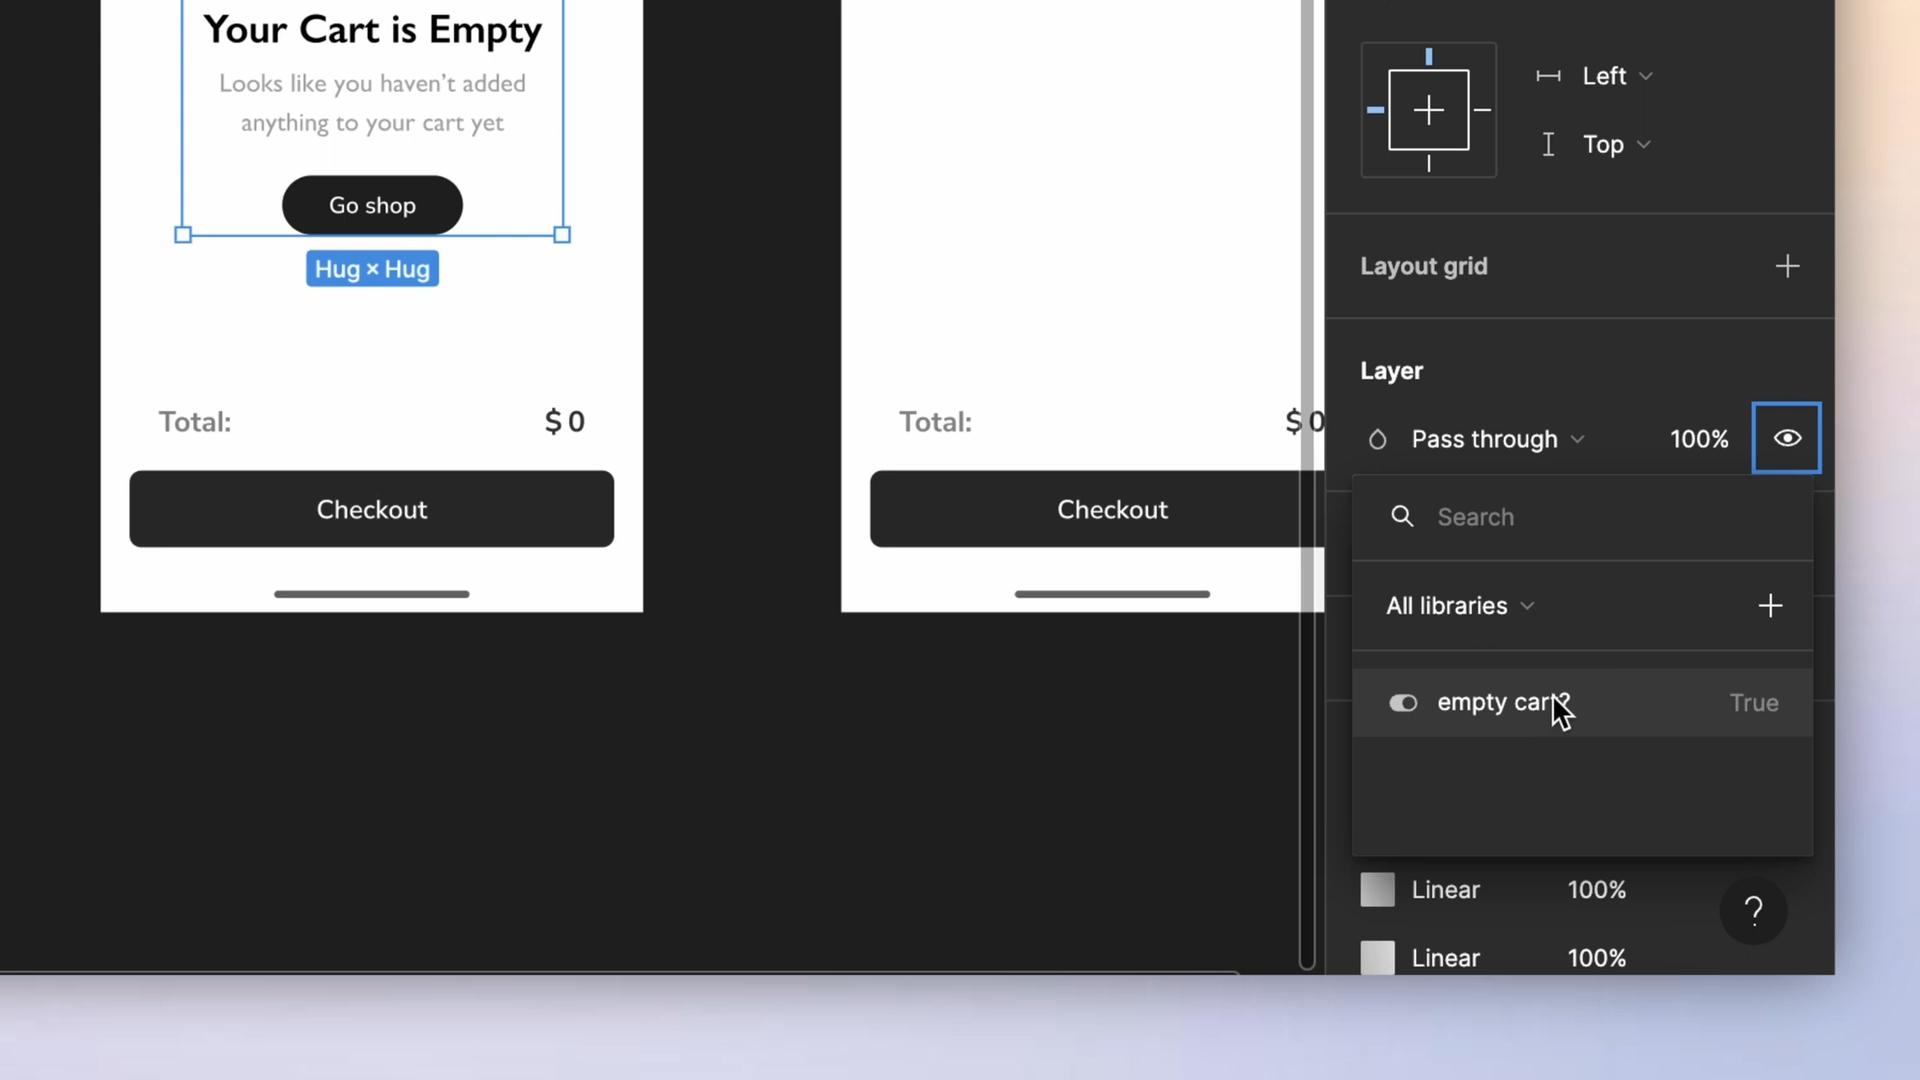 Your Cart is Empty
Looks like you haven't added
anything to your cart yet
Go shop
Hug × Hug
Total:
$ 0
Checkout
Total:
$ 0
Checkout
Left
Top
Layout grid
Layer
Pass through
100%
Search
All libraries
empty cart?
True
Linear
100%
Linear
100%
?